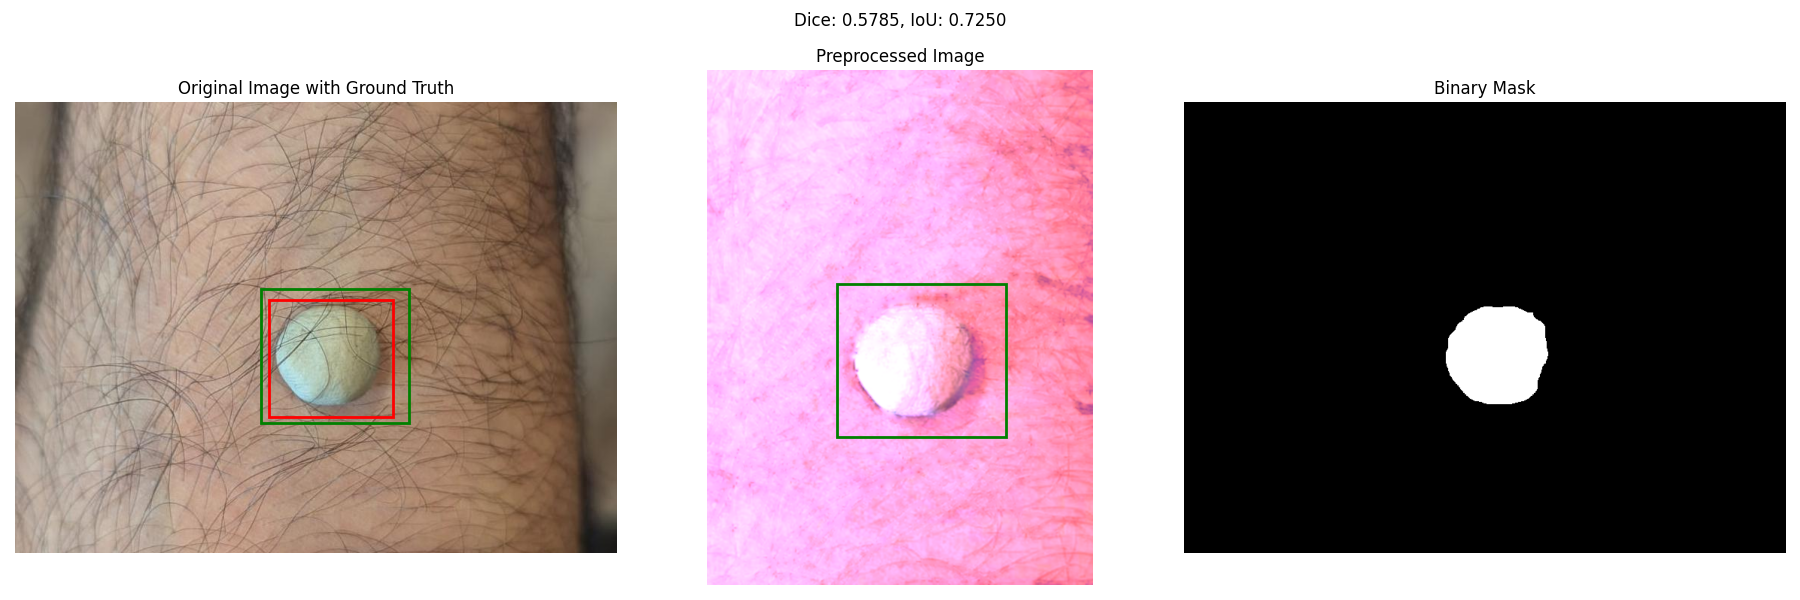 Dice: 0.5785, IoU: 0.7250
Preprocessed Image
Original Image with Ground Truth
Binary Mask